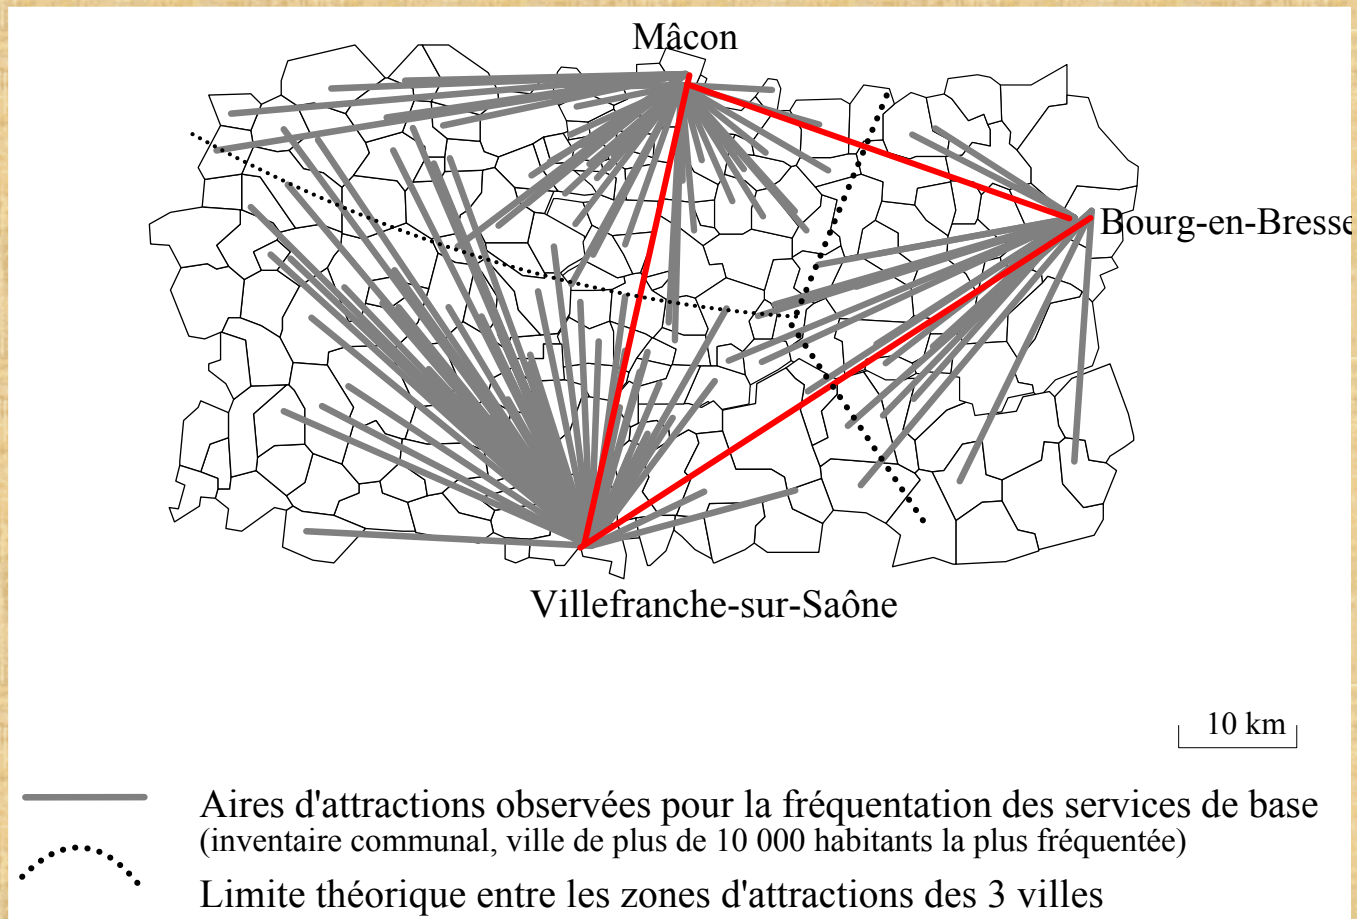 Mâcon
Bourg-en-Bresse
Villefranche-sur-Saône
10 km
Aires d'attractions observées pour la fréquentation des services de base
(inventaire communal, ville de plus de 10 000 habitants la plus fréquentée)
Limite théorique entre les zones d'attractions des 3 villes